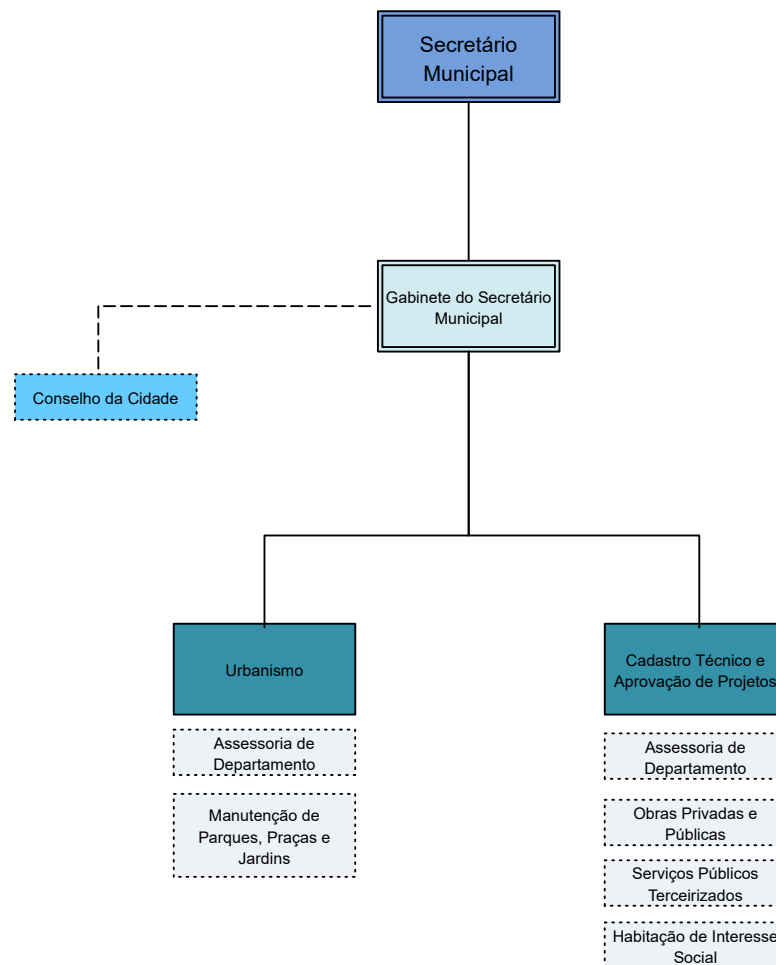 Secretário
Municipal
Gabinete do Secretário
Municipal
Conselho da Cidade
Urbanismo
Assessoria de
Departamento
Manutenção de
Parques, Praças e
Jardins
Cadastro Técnico e
Aprovação de Projetos
Assessoria de
Departamento
Obras Privadas e
Públicas
Serviços Públicos
Terceirizados
Habitação de Interesse
Social